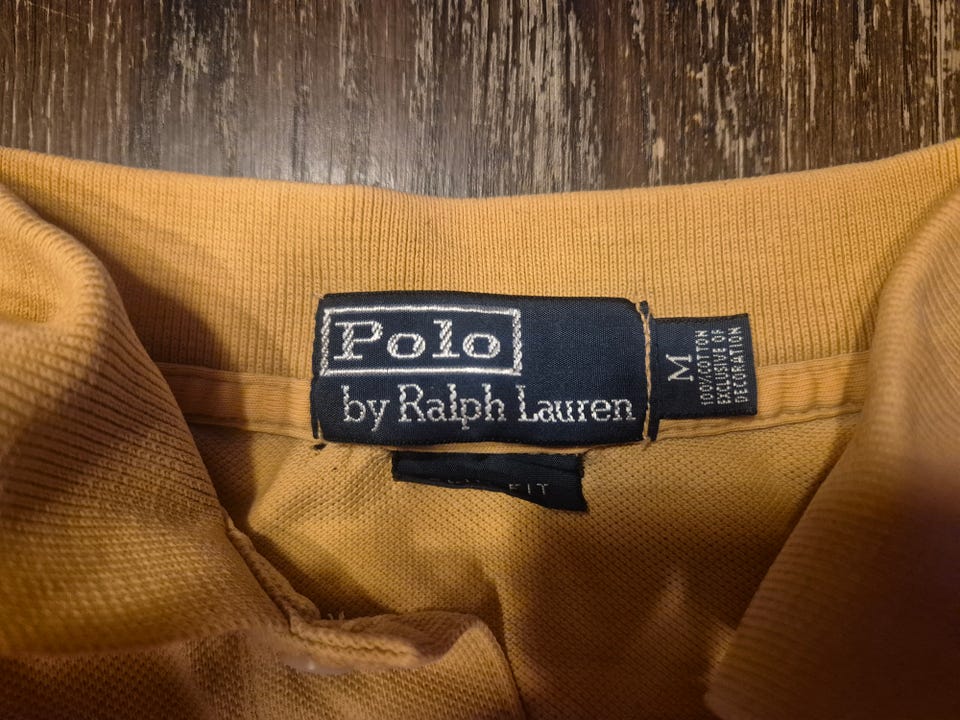 Polo
by Ralph Lauren
M
100% COTTON
EXCLUSIVE OF
DECORATION
FIT